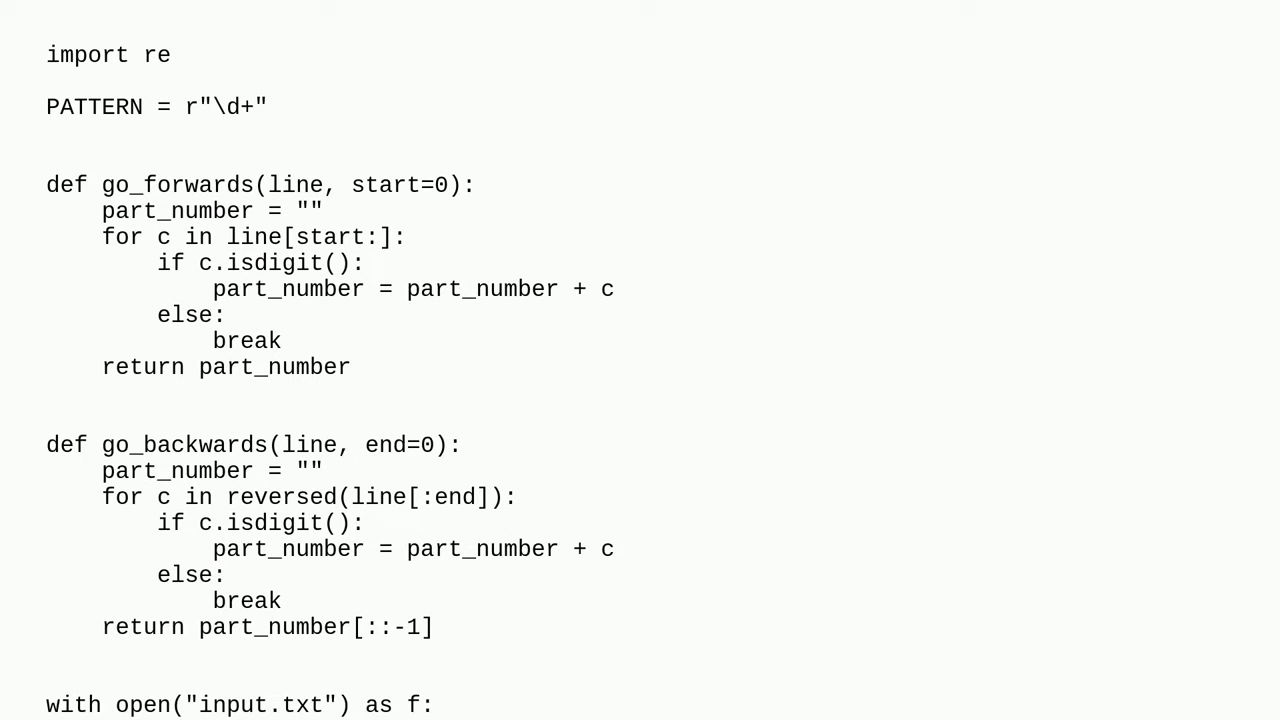 import re
PATTERN = r"\d+"
def go_forwards(line, start=0):
    part_number = ""
    for c in line[start:]:
        if c.isdigit():
            part_number = part_number + c
        else:
            break
    return part_number
def go_backwards(line, end=0):
    part_number = ""
    for c in reversed(line[:end]):
        if c.isdigit():
            part_number = part_number + c
        else:
            break
    return part_number[::-1]
with open("input.txt") as f: